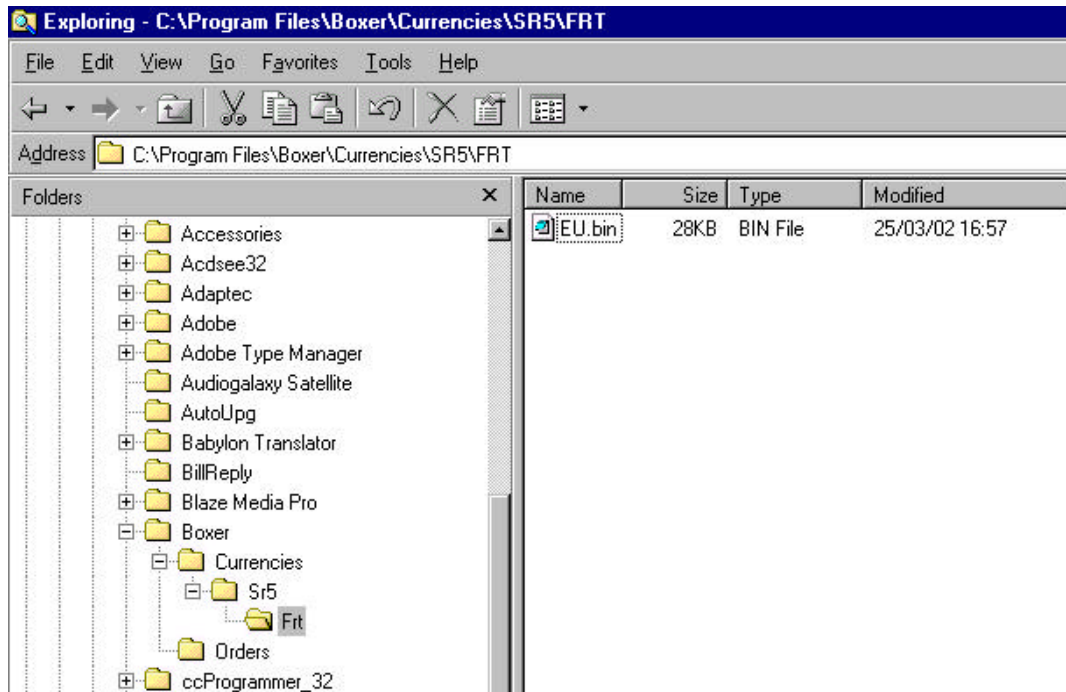 Exploring - C:\Program Files\Boxer\Currencies\SR5\FRT
File Edit View Go Favorites Tools Help
Address C:\Program Files\Boxer\Currencies\SR5\FRT
Folders
Name Size Type Modified
EU.bin 28KB BIN File 25/03/02 16:57
Accessories
Acdsee32
Adaptec
Adobe
Adobe Type Manager
Audiogalaxy Satellite
AutoUpg
Babylon Translator
BillReply
Blaze Media Pro
Boxer
Currencies
Sr5
Frt
Orders
ccProgrammer_32